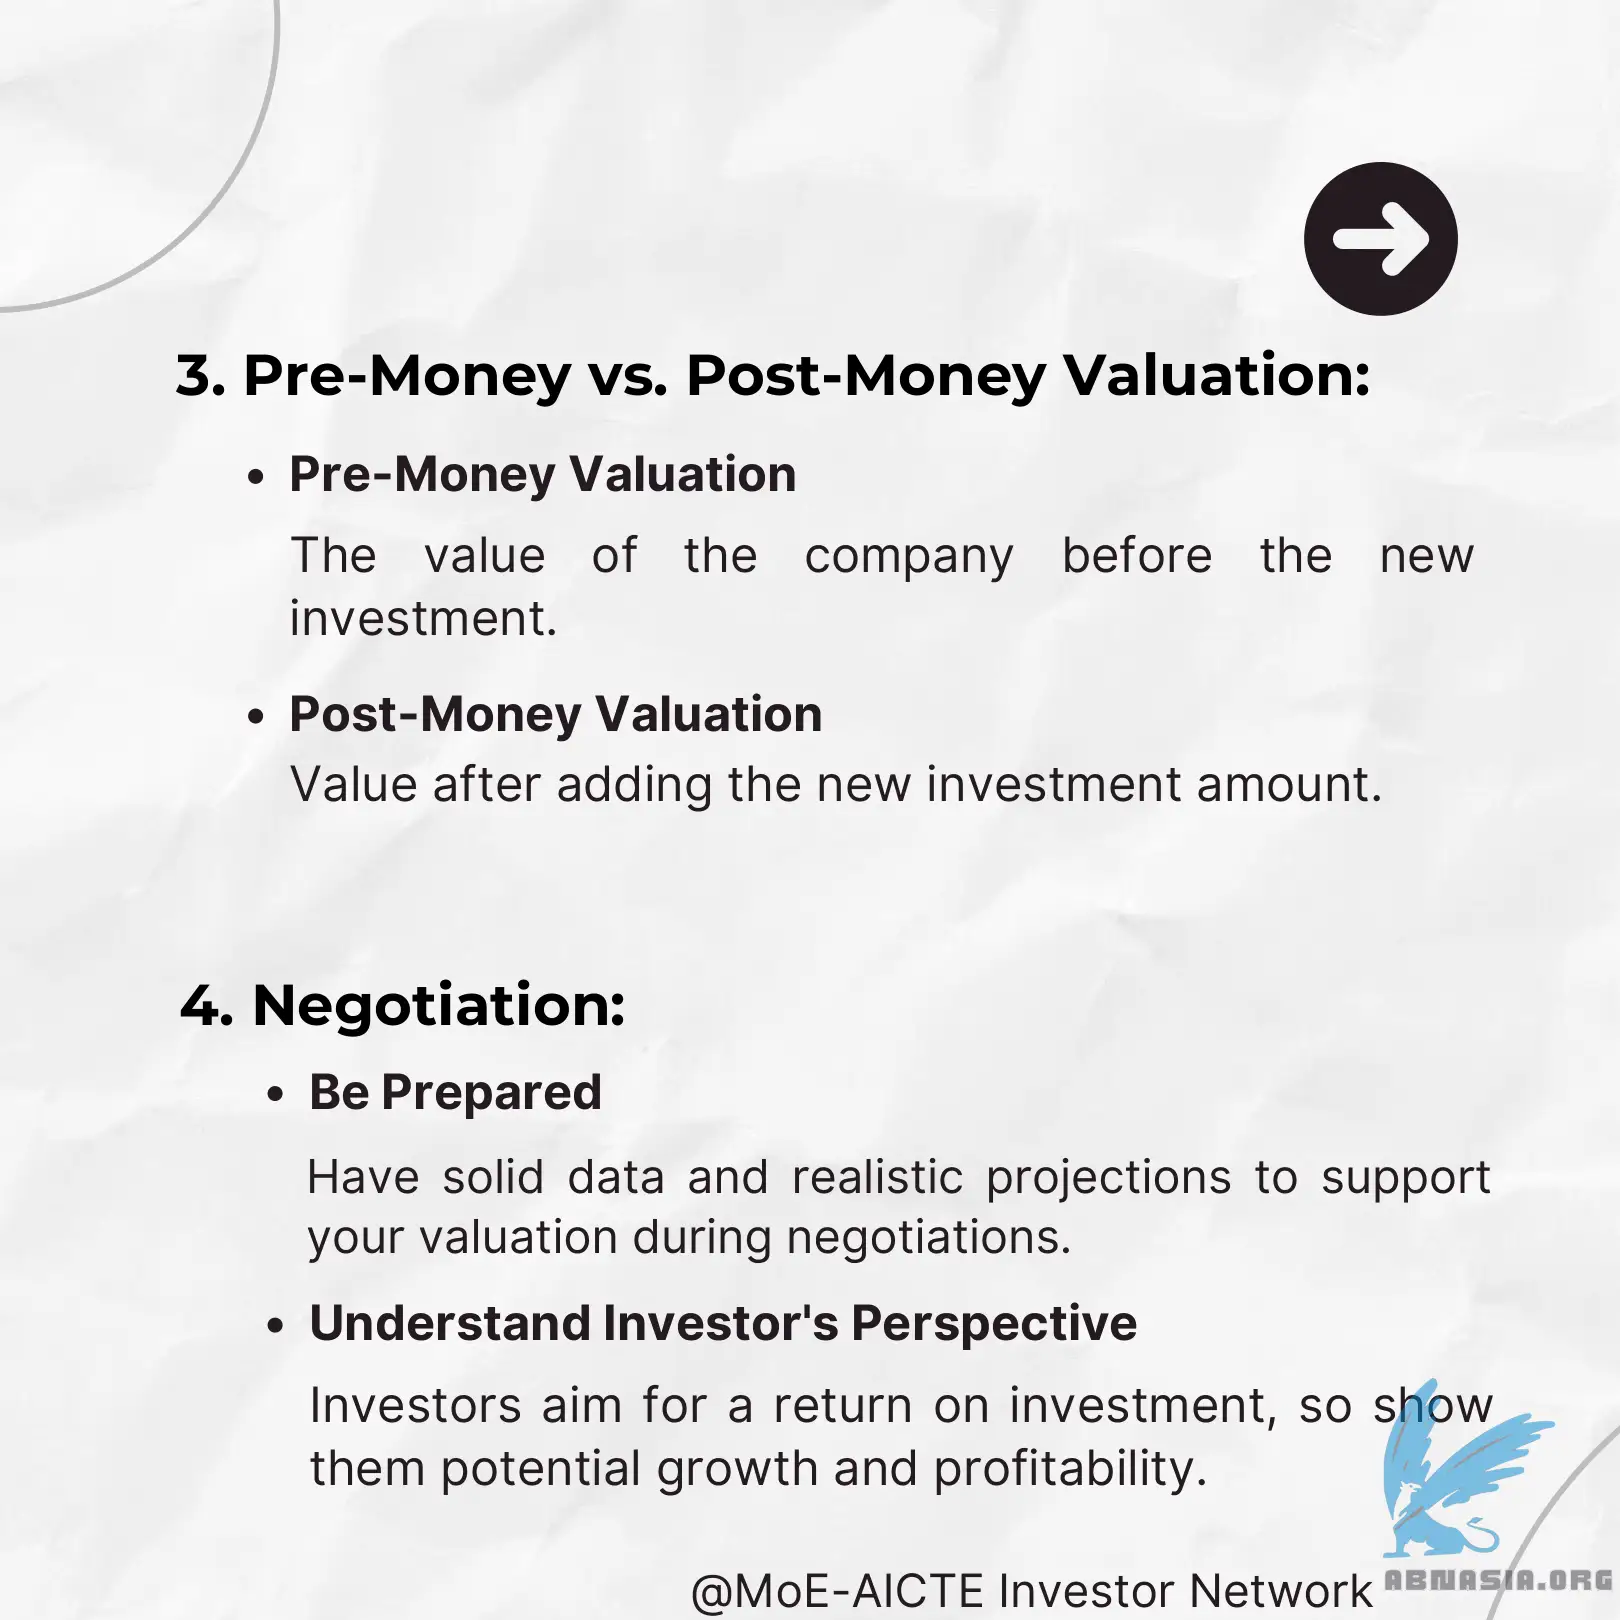 3. Pre-Money vs. Post-Money Valuation:
• Pre-Money Valuation
The value of the company before the new
investment.
• Post-Money Valuation
Value after adding the new investment amount.
4. Negotiation:
• Be Prepared
Have solid data and realistic projections to support
your valuation during negotiations.
• Understand Investor's Perspective
Investors aim for a return on investment, so show
them potential growth and profitability.
@MoE-AICTE Investor Network
ABNASIA.ORG